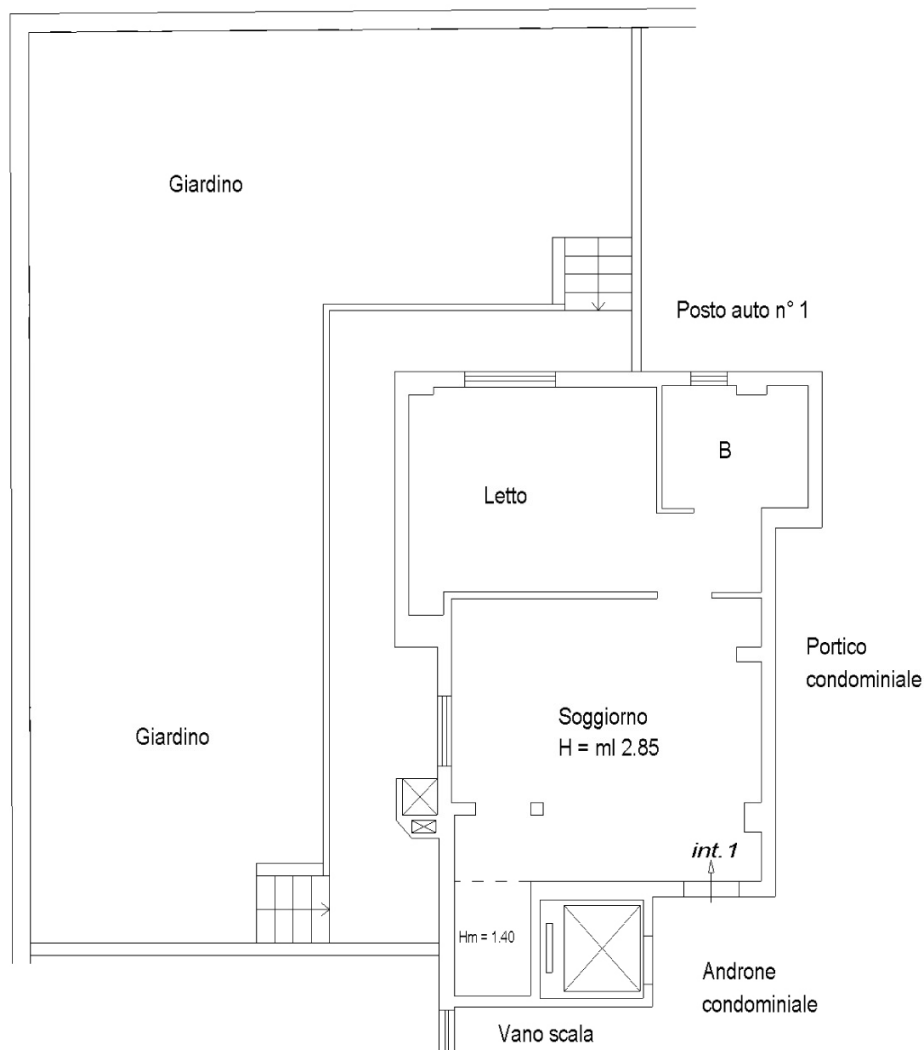 Giardino
Posto auto n° 1
B
Letto
Portico
condominiale
Soggiorno
H = ml 2.85
Giardino
int. 1
Hm = 1.40
Androne
condominiale
Vano scala